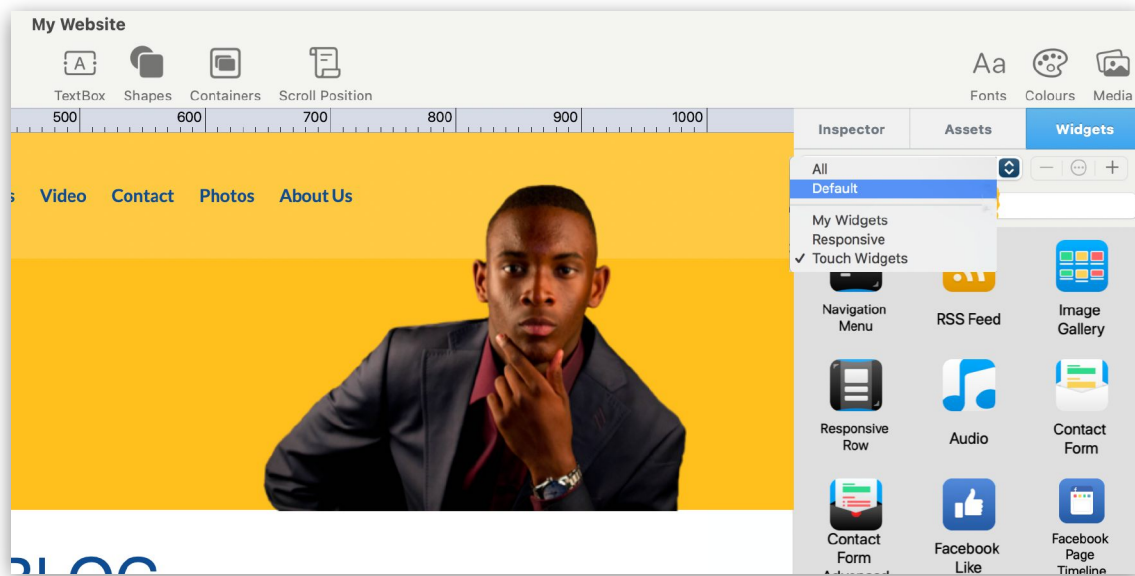 My Website
TextBox Shapes Containers Scroll Position
Fonts Colours Media
500 600 700 800 900 1000
Inspector Assets Widgets
All
Default
My Widgets
Responsive
✓ Touch Widgets
s Video Contact Photos About Us
Navigation
Menu
RSS Feed
Image
Gallery
Responsive
Row
Audio
Contact
Form
Contact
Form
Advanced
Facebook
Like
Facebook
Page
Timeline
BLOG